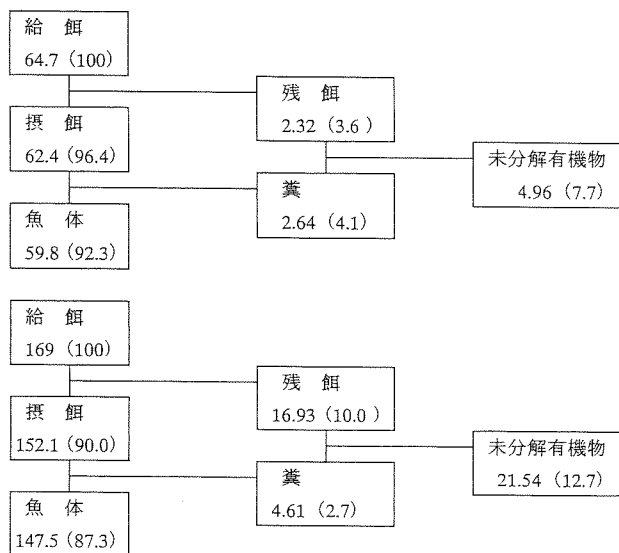 給 餌
64.7 (100)
残 餌
2.32 (3.6 )
摂 餌
62.4 (96.4)
未分解有機物
4.96 (7.7)
糞
2.64 (4.1)
魚 体
59.8 (92.3)
給 餌
169 (100)
残 餌
16.93 (10.0 )
摂 餌
152.1 (90.0)
未分解有機物
21.54 (12.7)
糞
4.61 (2.7)
魚 体
147.5 (87.3)